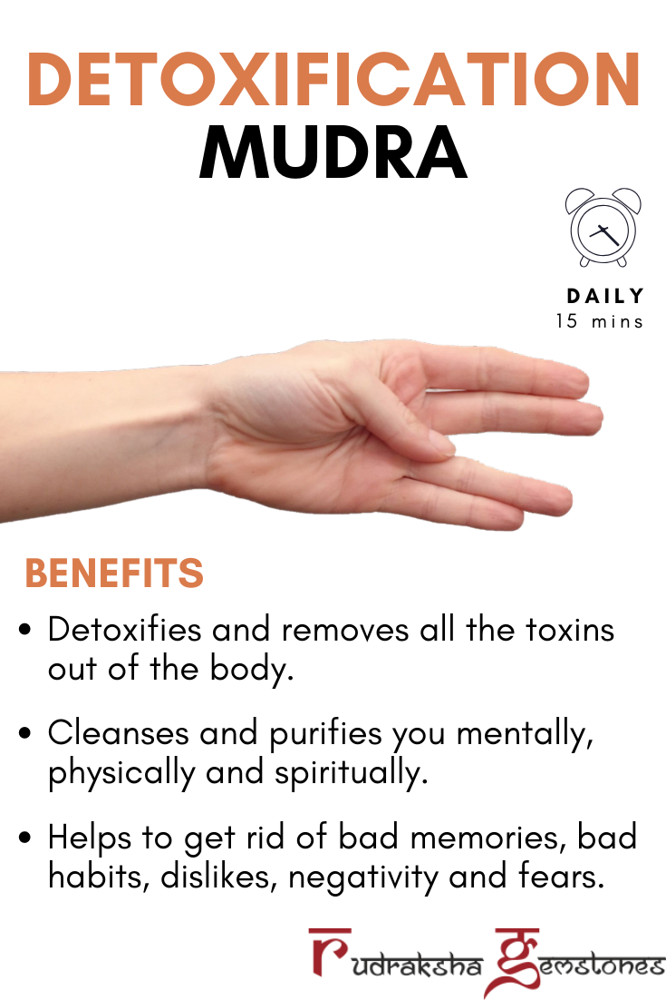 DETOXIFICATION
MUDRA
DAILY
15 mins
BENEFITS
• Detoxifies and removes all the toxins
out of the body.
• Cleanses and purifies you mentally,
physically and spiritually.
• Helps to get rid of bad memories, bad
habits, dislikes, negativity and fears.
rudraksha gemstones